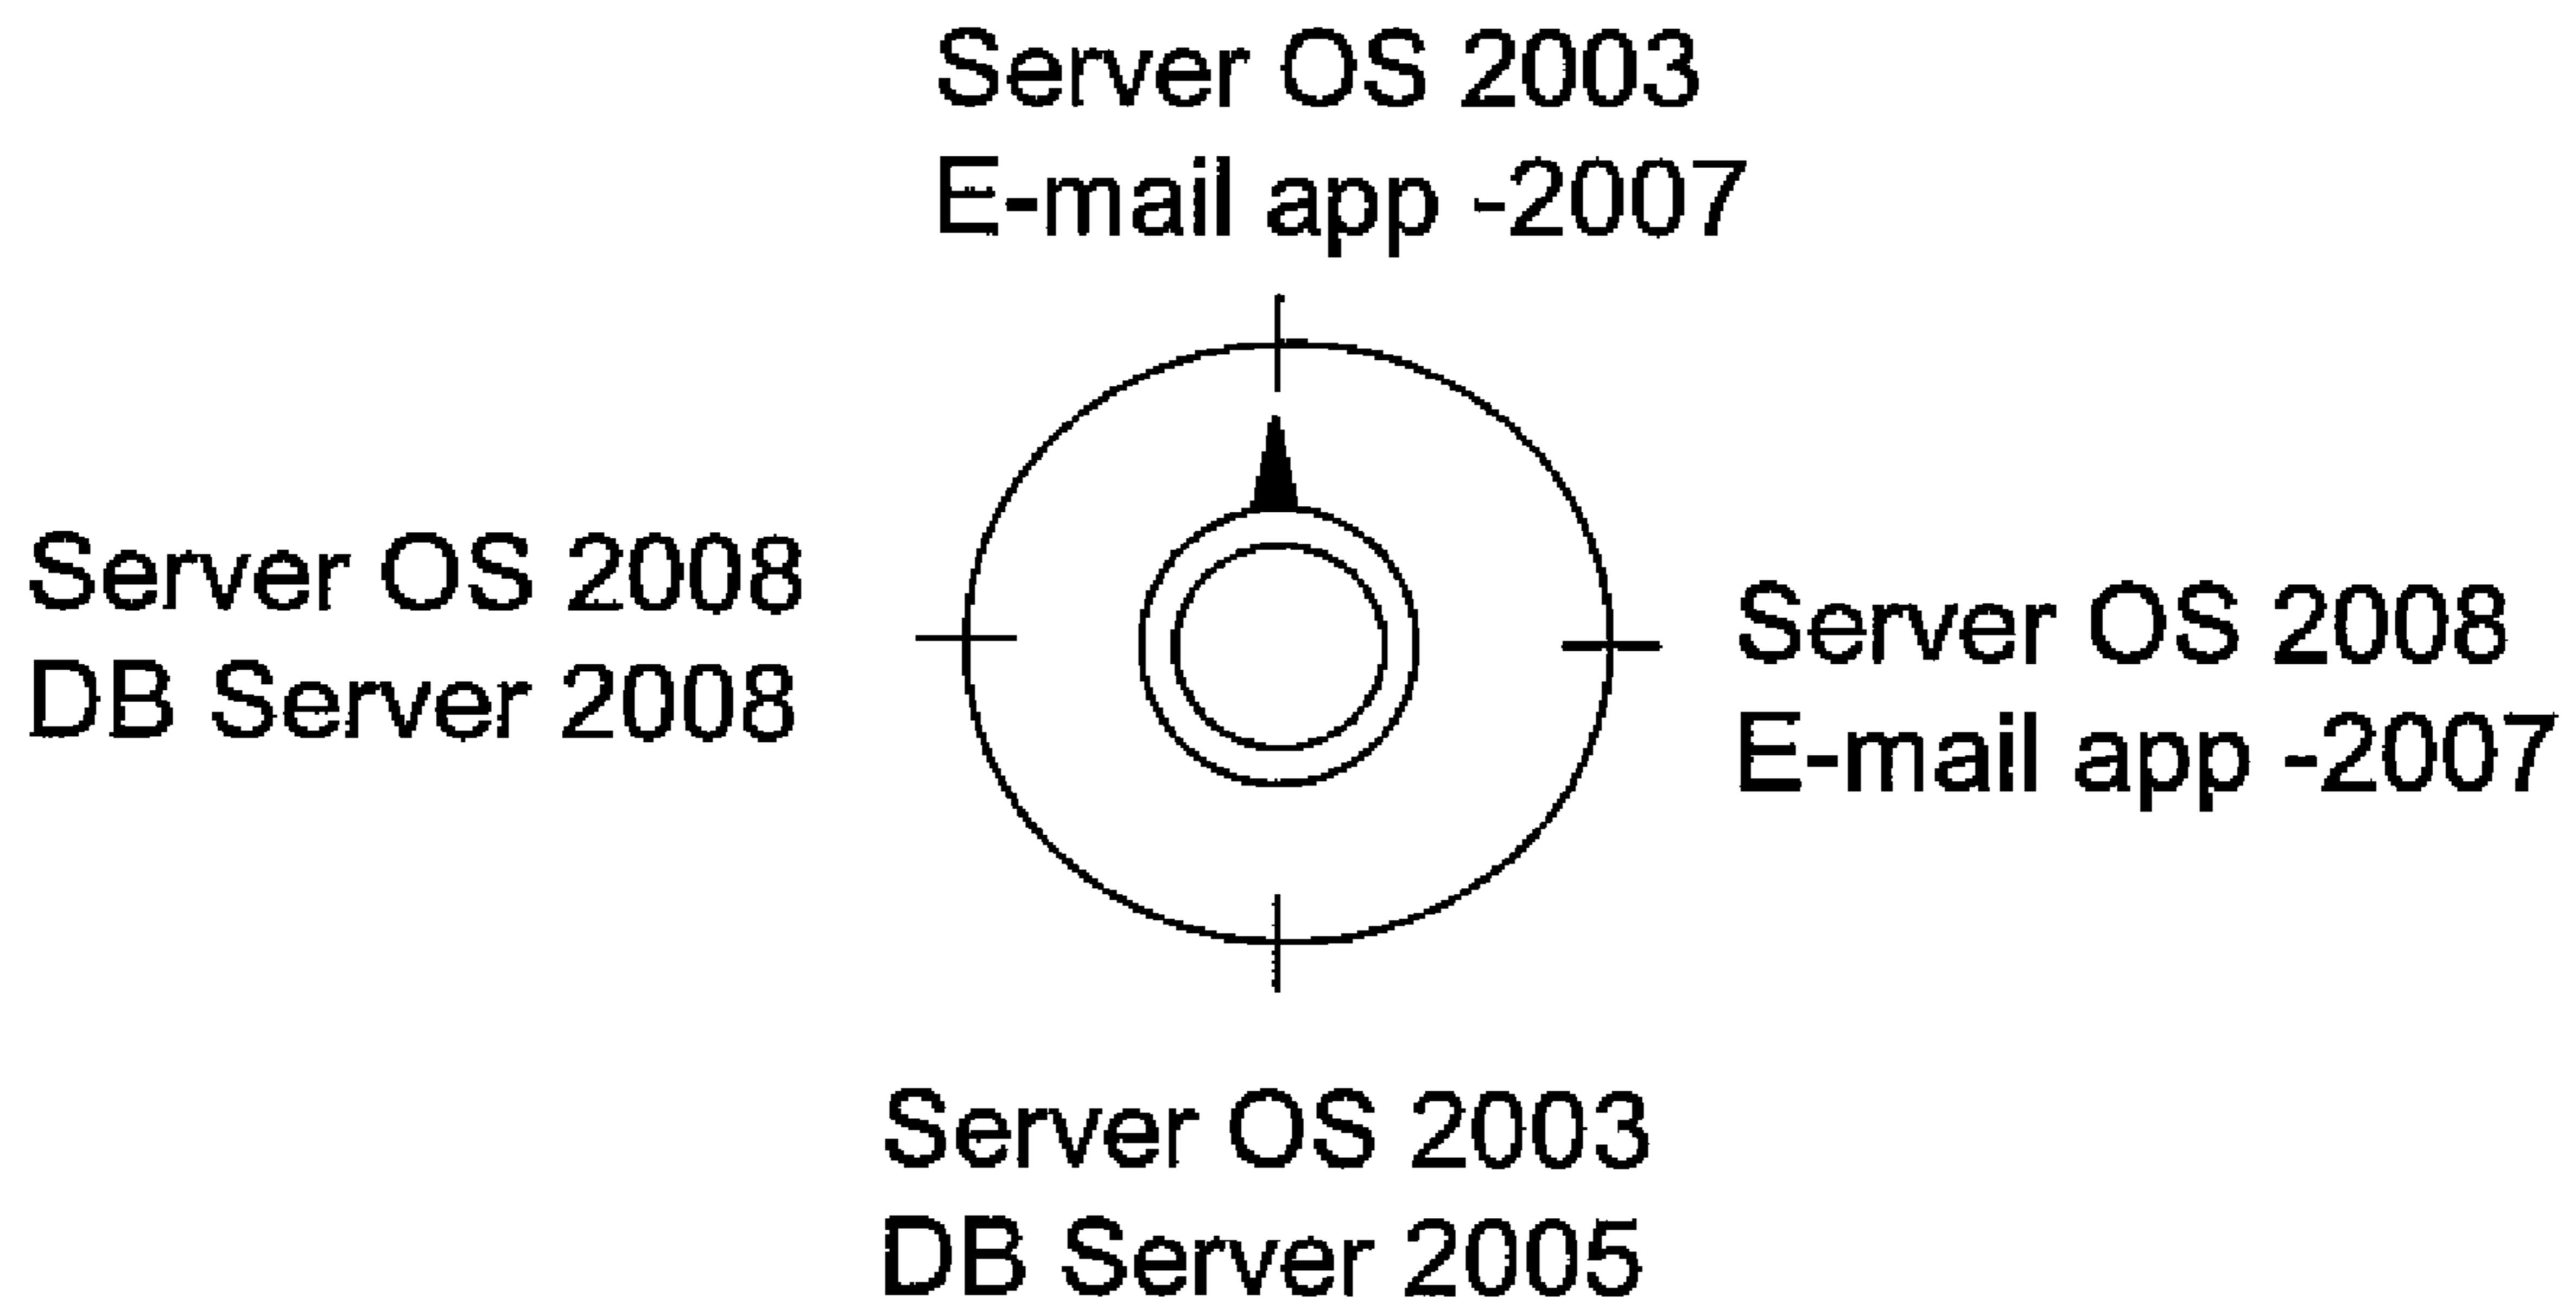 Server OS 2003
E-mail app -2007
Server OS 2008
DB Server 2008
Server OS 2008
E-mail app -2007
Server OS 2003
DB Server 2005